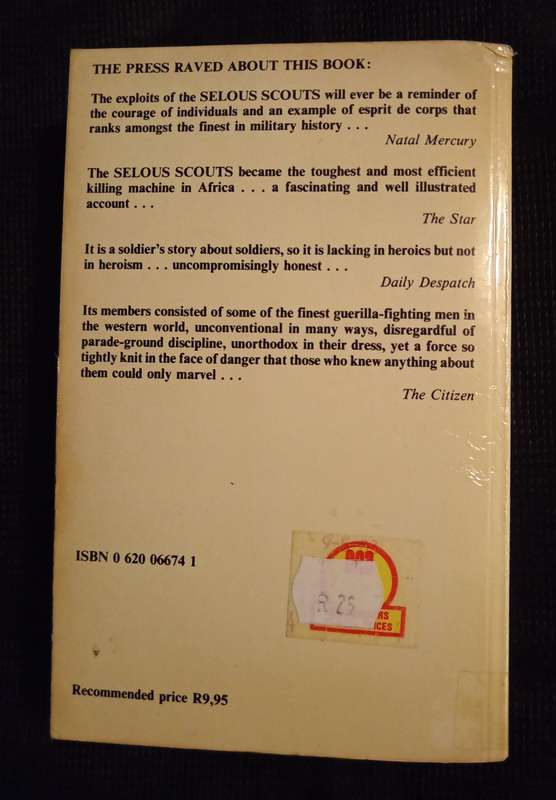 THE PRESS RAVED ABOUT THIS BOOK:
The exploits of the SELOUS SCOUTS will ever be a reminder of
the courage of individuals and an example of esprit de corps that
ranks amongst the finest in military history . . .
Natal Mercury
The SELOUS SCOUTS became the toughest and most efficient
killing machine in Africa . . . a fascinating and well illustrated
account . . .
The Star
It is a soldier's story about soldiers, so it is lacking in heroics but not
in heroism . . . uncompromisingly honest . . .
Daily Despatch
Its members consisted of some of the finest guerilla-fighting men in
the western world, unconventional in many ways, disregardful of
parade-ground discipline, unorthodox in their dress, yet a force so
tightly knit in the face of danger that those who knew anything about
them could only marvel . . .
The Citizen
ISBN 0 620 06674 1
R 25
Recommended price R9,95